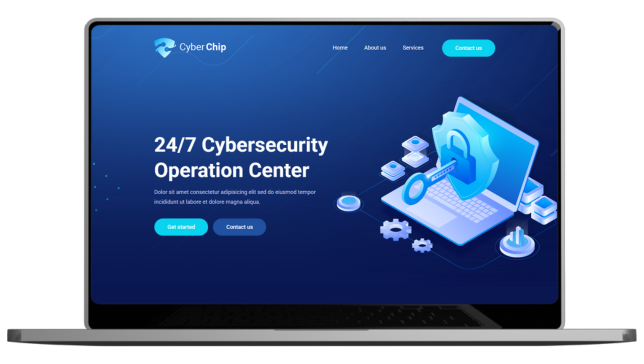 Cyber Chip
Home About us Services Contact us
24/7 Cybersecurity
Operation Center
Dolor sit amet consectetur adipisicing elit sed do eiusmod tempor
incididunt ut labore et dolore magna aliqua.
Get started Contact us